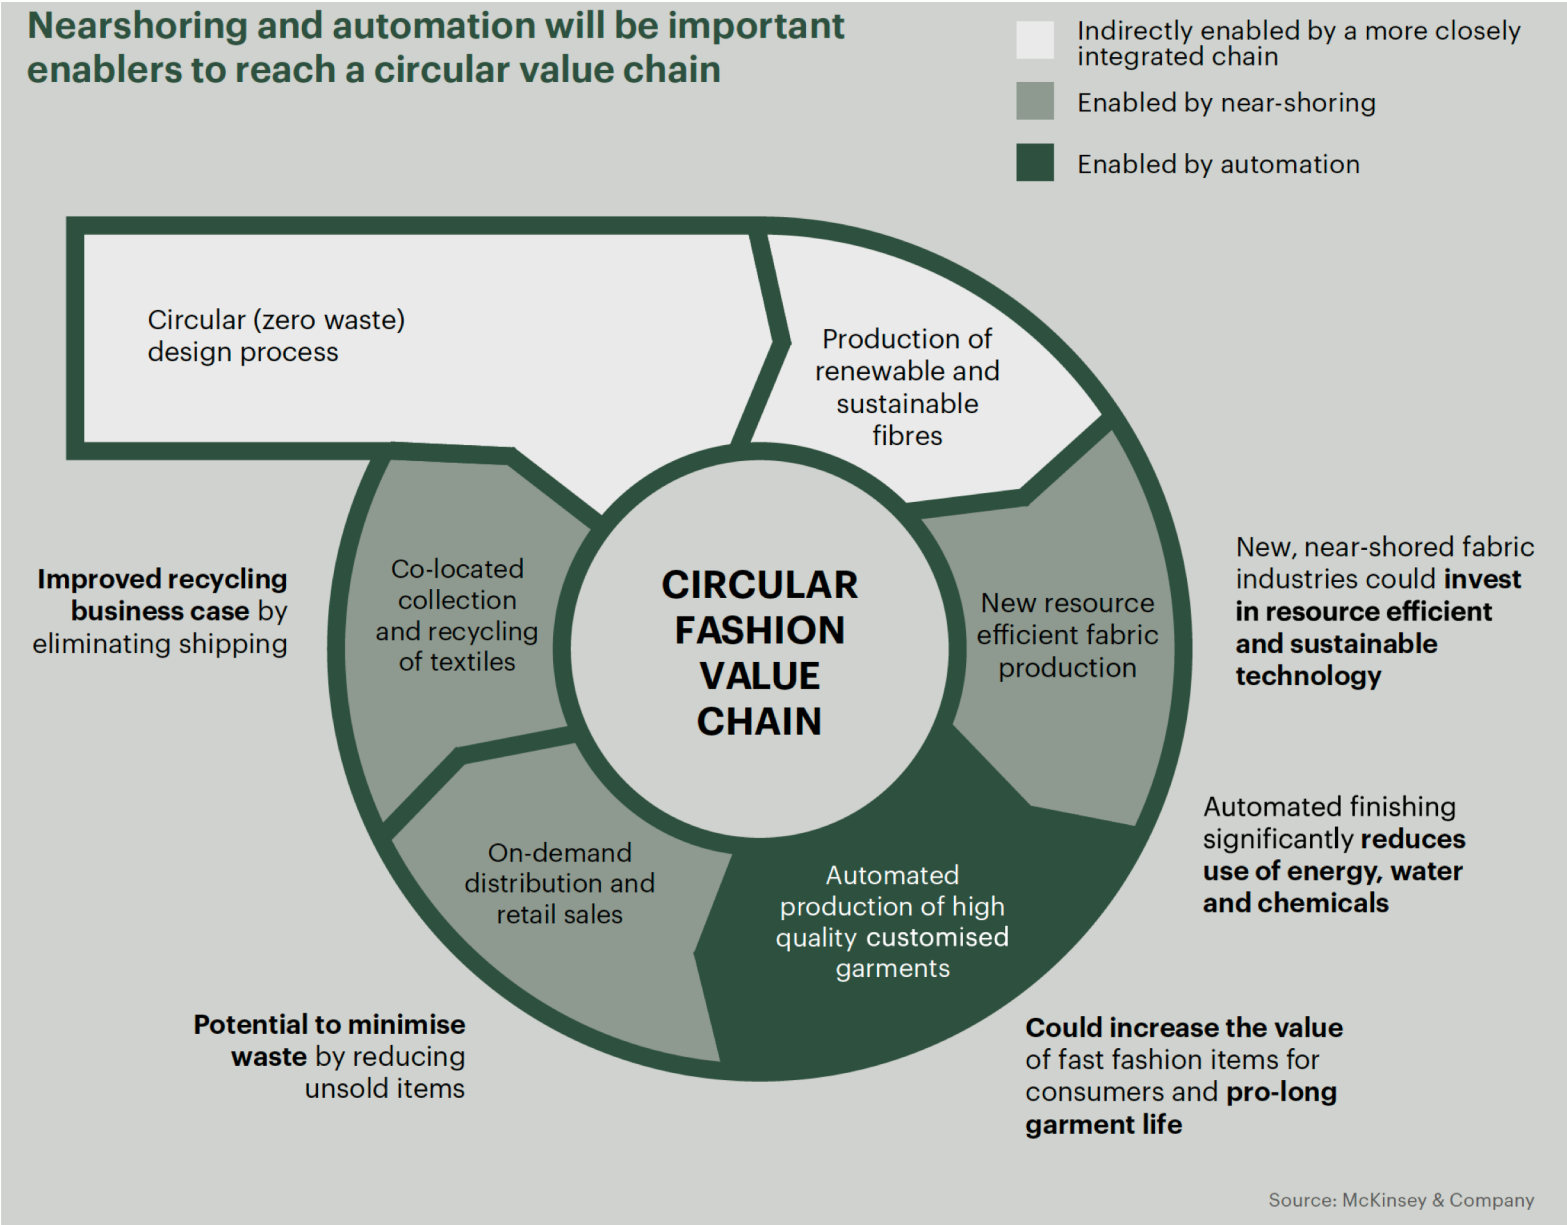 Nearshoring and automation will be important
enablers to reach a circular value chain
Indirectly enabled by a more closely
integrated chain
Enabled by near-shoring
Enabled by automation
Circular (zero waste)
design process
Production of
renewable and
sustainable
fibres
New resource
efficient fabric
production
New, near-shored fabric
industries could invest
in resource efficient
and sustainable
technology
Automated
production of high
quality customised
garments
Automated finishing
significantly reduces
use of energy, water
and chemicals
Could increase the value
of fast fashion items for
consumers and pro-long
garment life
On-demand
distribution and
retail sales
Potential to minimise
waste by reducing
unsold items
Co-located
collection
and recycling
of textiles
Improved recycling
business case by
eliminating shipping
CIRCULAR
FASHION
VALUE
CHAIN
Source: McKinsey & Company